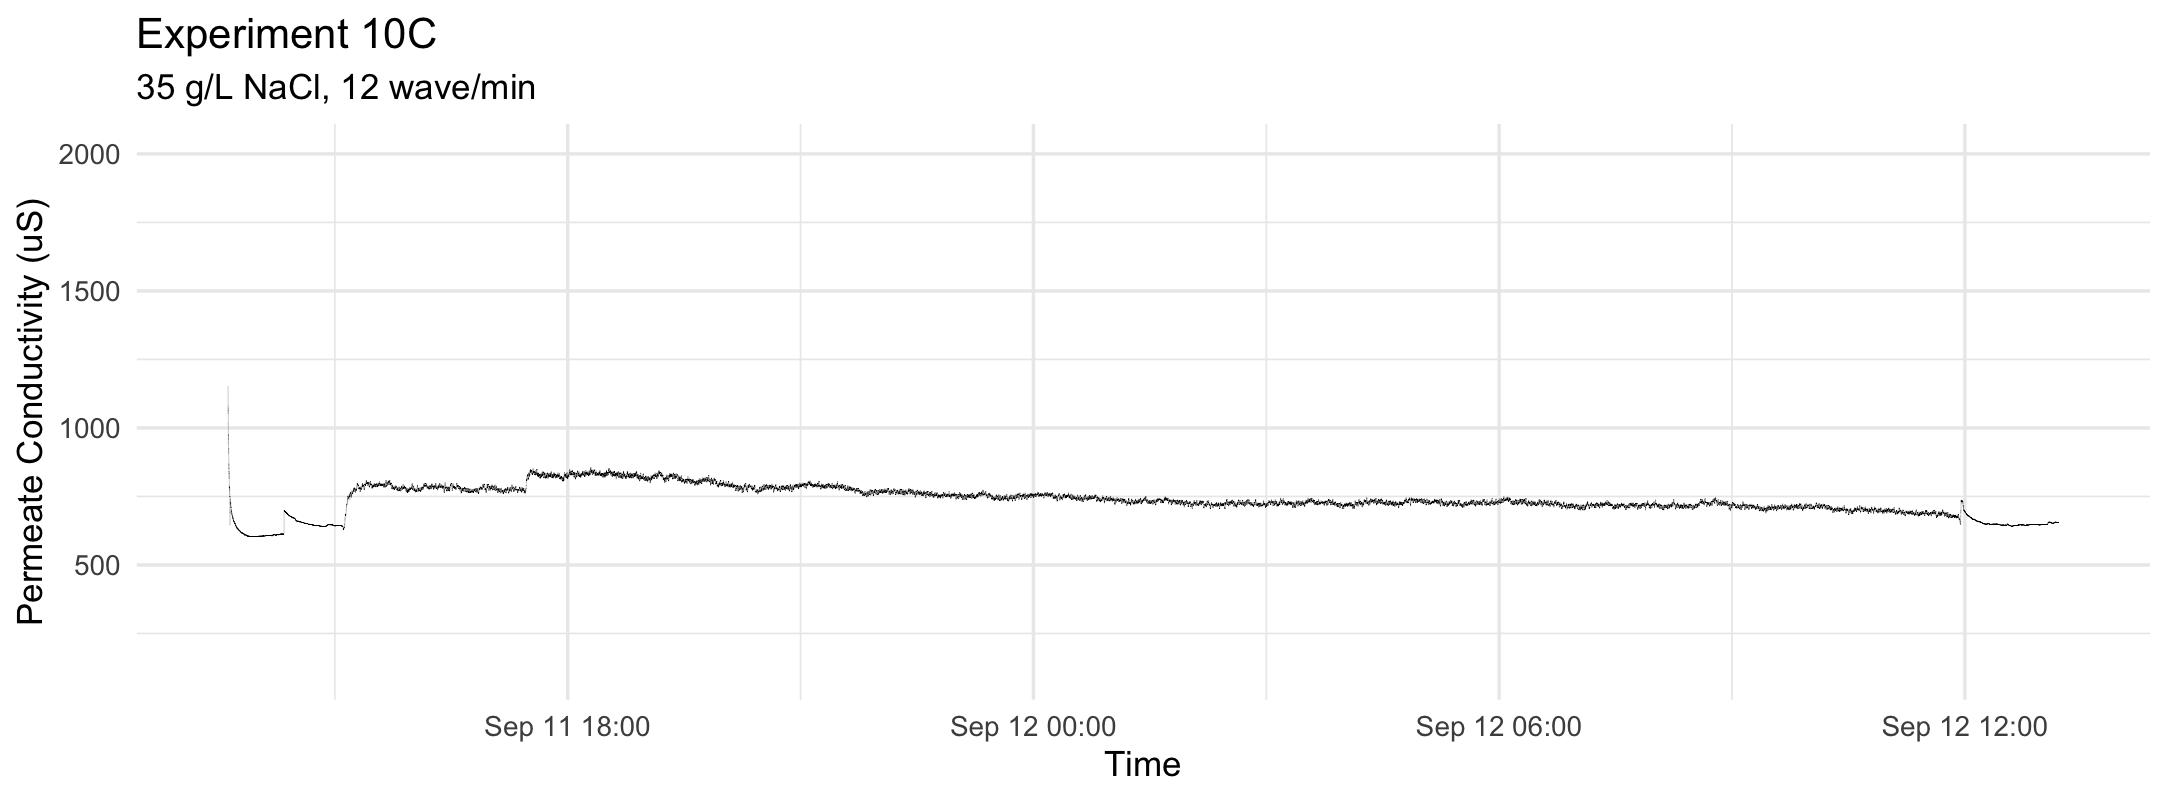 Experiment 10C
35 g/L NaCl, 12 wave/min
Permeate Conductivity (uS)
2000
1500
1000
500
Sep 11 18:00
Sep 12 00:00
Sep 12 06:00
Sep 12 12:00
Time